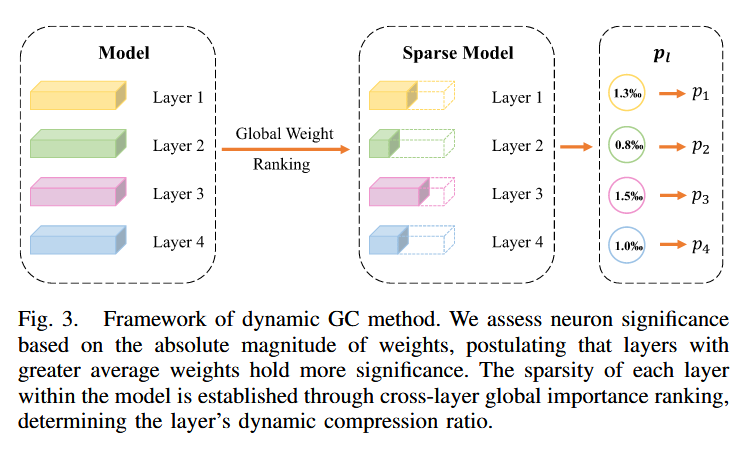 Model
Sparse Model
p_l
Layer 1
Layer 1
1.3‰
p_1
Layer 2
Global Weight
Ranking
Layer 2
0.8‰
p_2
Layer 3
Layer 3
1.5‰
p_3
Layer 4
Layer 4
1.0‰
p_4
Fig. 3. Framework of dynamic GC method. We assess neuron significance
based on the absolute magnitude of weights, postulating that layers with
greater average weights hold more significance. The sparsity of each layer
within the model is established through cross-layer global importance ranking,
determining the layer's dynamic compression ratio.